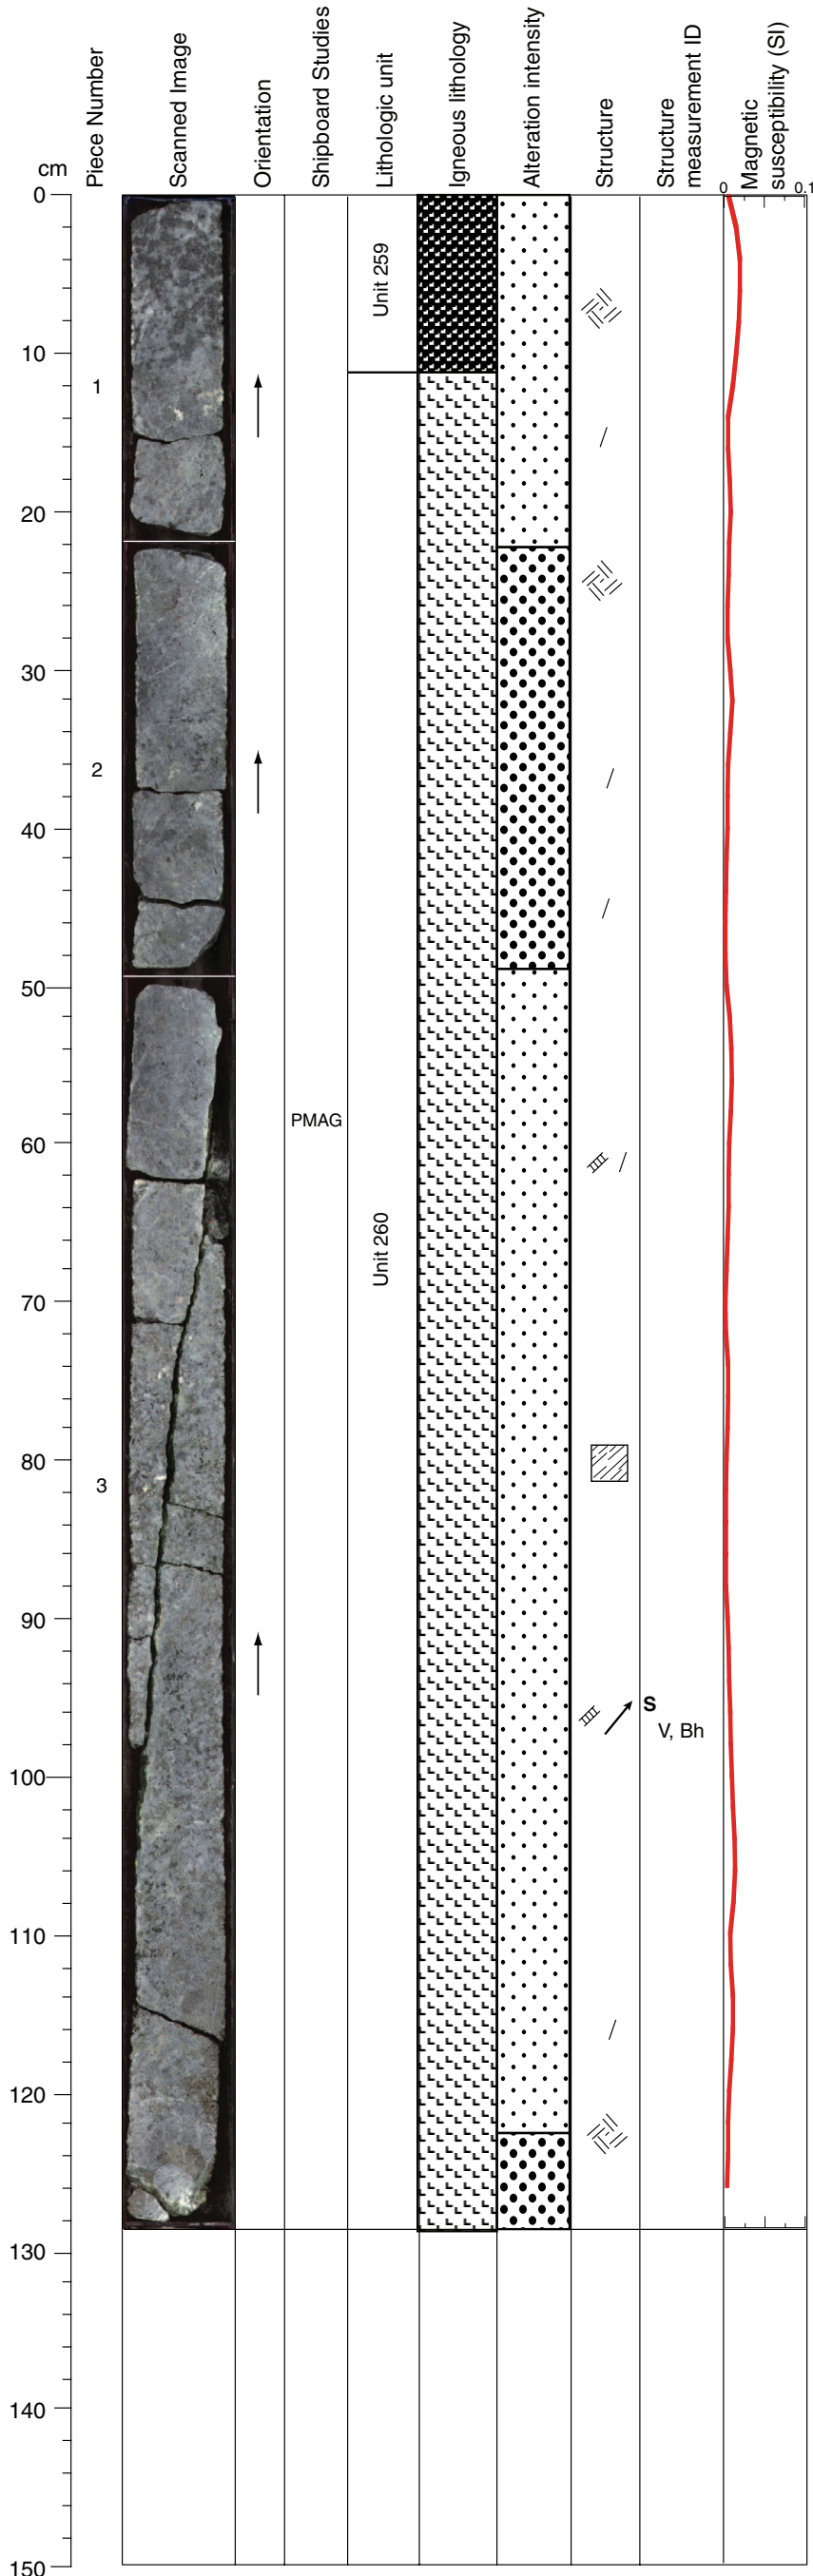 cm
Piece Number
Scanned Image
Orientation
Shipboard Studies
Lithologic unit
Igneous lithology
Alteration intensity
Structure
Structure
measurement ID
Magnetic
susceptibility (SI)
0
0.1
0
Unit 259
10
1
20
30
2
40
50
PMAG
60
Unit 260
70
80
3
90
S
V, Bh
100
110
120
130
140
150